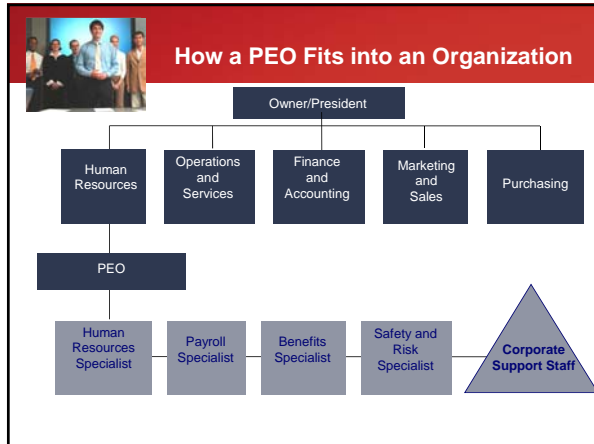 How a PEO Fits into an Organization
Owner/President
Human
Resources
Operations
and
Services
Finance
and
Accounting
Marketing
and
Sales
Purchasing
PEO
Human
Resources
Specialist
Payroll
Specialist
Benefits
Specialist
Safety and
Risk
Specialist
Corporate
Support Staff